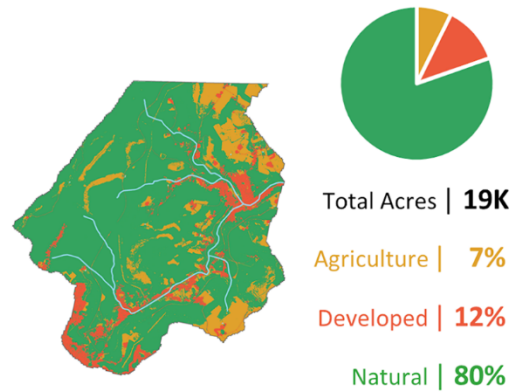 Total Acres | 19K
Agriculture | 7%
Developed | 12%
Natural | 80%